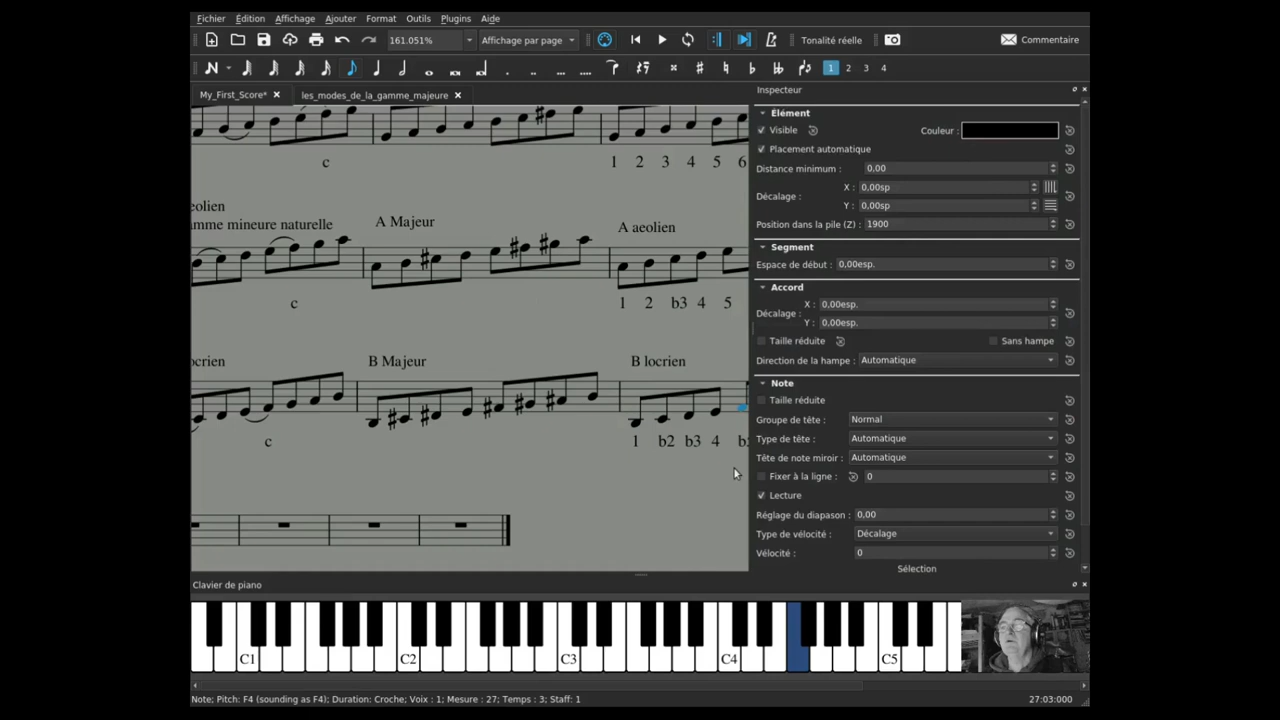 Fichier Édition Affichage Ajouter Format Outils Plugins Aide
161.051% Affichage par page Tonalité réelle Commentaire
1 2 3 4
My_First_Score* les_modes_de_la_gamme_majeure
Inspecteur
Élément
Visible Couleur :
Placement automatique
Distance minimum : 0,00
Décalage : X : 0,00sp
Y : 0,00sp
Position dans la pile (Z) : 1900
Segment
Espace de début : 0,00esp.
Accord
Décalage : X : 0,00esp.
Y : 0,00esp.
Taille réduite Sans hampe
Direction de la hampe : Automatique
Note
Taille réduite
Groupe de tête : Normal
Type de tête : Automatique
Tête de note miroir : Automatique
Fixer à la ligne : 0
Lecture
Réglage du diapason : 0,00
Type de vélocité : Décalage
Vélocité : 0
Sélection
c 1 2 3 4 5 6
eolien
amme mineure naturelle A Majeur A aeolien
c 1 2 b3 4 5
ocrien B Majeur B locrien
c 1 b2 b3 4
Clavier de piano
C1 C2 C3 C4 C5
Note; Pitch: F4 (sounding as F4); Duration: Croche; Voix : 1; Mesure : 27; Temps : 3; Staff: 1 27:03:000